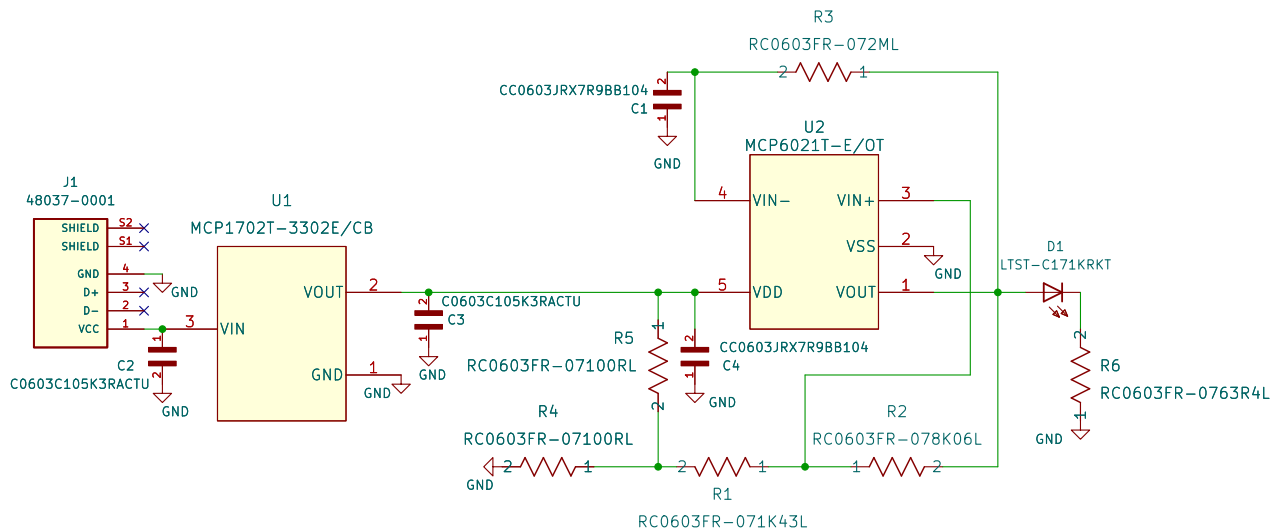 R3
RC0603FR-072ML
2
1
CC0603JRX7R9BB104
C1
2
1
GND
U2
MCP6021T-E/OT
4
VIN-
VIN+
3
VSS
2
GND
5
VDD
VOUT
1
J1
48037-0001
SHIELD
S2
SHIELD
S1
GND
4
GND
D+
3
D-
2
VCC
1
U1
MCP1702T-3302E/CB
VOUT
2
3
VIN
GND
1
GND
1
C2
2
C0603C105K3RACTU
GND
2
C0603C105K3RACTU
C3
1
GND
1
R5
RC0603FR-07100RL
2
2
CC0603JRX7R9BB104
C4
1
GND
D1
LTST-C171KRKT
2
R6
RC0603FR-0763R4L
1
GND
R4
RC0603FR-07100RL
2
1
GND
2
1
R1
RC0603FR-071K43L
R2
RC0603FR-078K06L
1
2